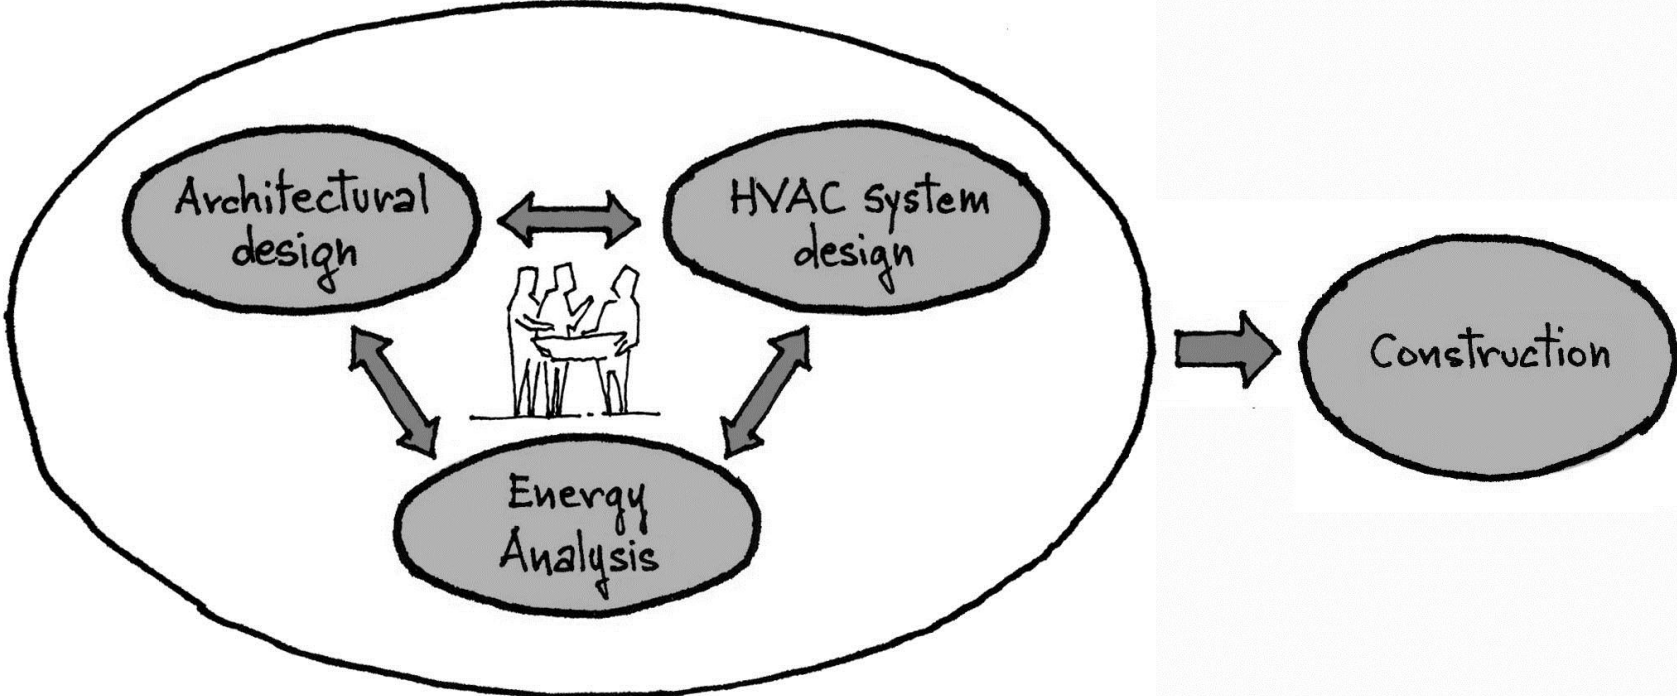 Architectural
design
HVAC system
design
Energy
Analysis
Construction